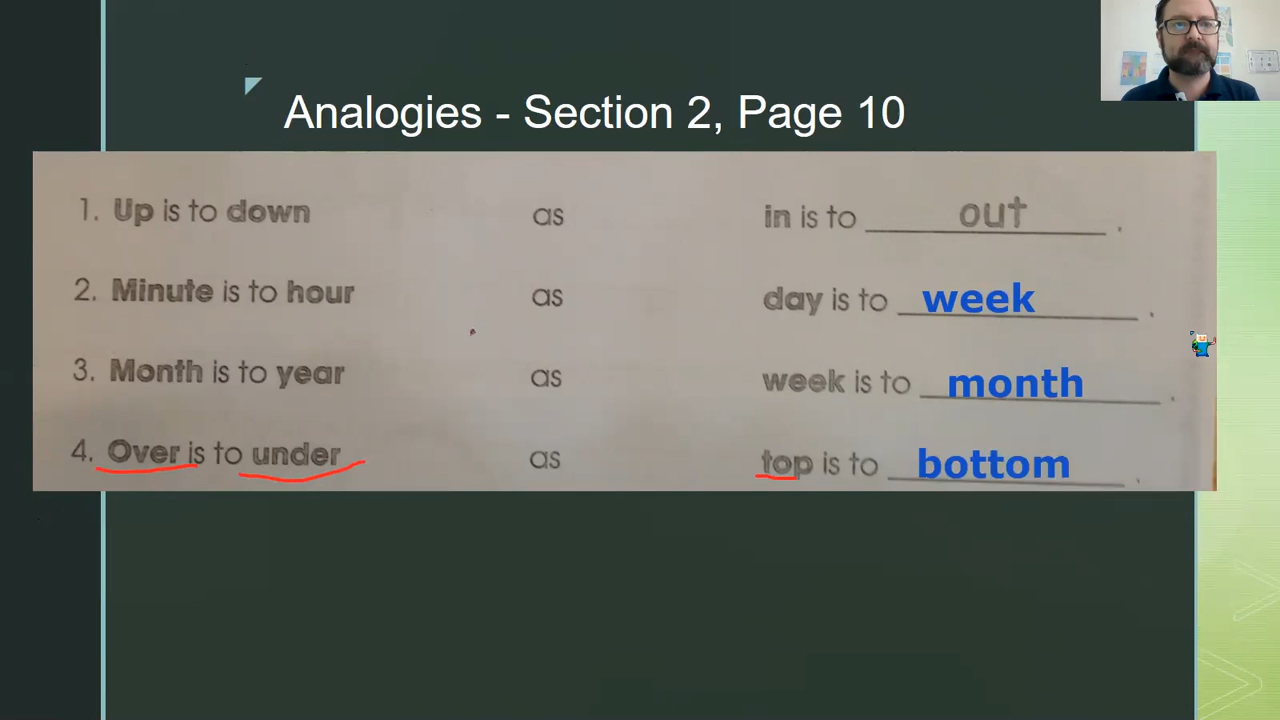 Analogies - Section 2, Page 10
1. Up is to down as in is to out.
2. Minute is to hour as day is to week.
3. Month is to year as week is to month.
4. Over is to under as top is to bottom.